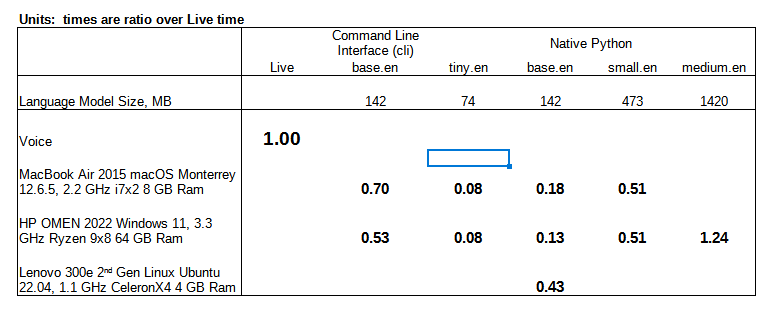 Units: times are ratio over Live time
Command Line
Interface (cli)
Native Python
Live base.en tiny.en base.en small.en medium.en
Language Model Size, MB 142 74 142 473 1420
Voice 1.00
MacBook Air 2015 macOS Monterrey
12.6.5, 2.2 GHz i7x2 8 GB Ram 0.70 0.08 0.18 0.51
HP OMEN 2022 Windows 11, 3.3
GHz Ryzen 9x8 64 GB Ram 0.53 0.08 0.13 0.51 1.24
Lenovo 300e 2nd Gen Linux Ubuntu
22.04, 1.1 GHz CeleronX4 4 GB Ram 0.43